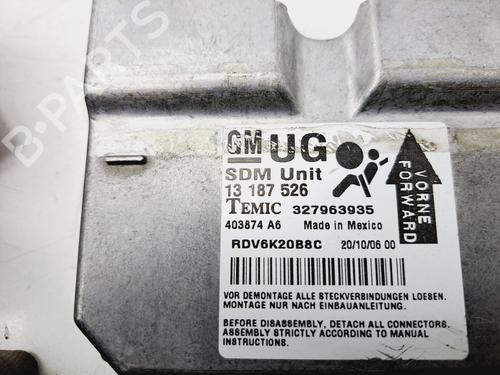 B-PARTS
GM UG
SDM Unit
13 187 526
TEMIC 327963935
403874 A6 Made in Mexico
RDV6K20B8C 20/10/06 00
VORNE
FORWARD
VOR DEMONTAGE ALLE STECKVERBINDUNGEN LOESEN.
MONTAGE NUR NACH EINBAUANLEITUNG.
BEFORE DISASSEMBLY, DETACH ALL CONNECTORS.
ASSEMBLY STRICTLY ACCORDING TO MANUAL
INSTRUCTIONS.